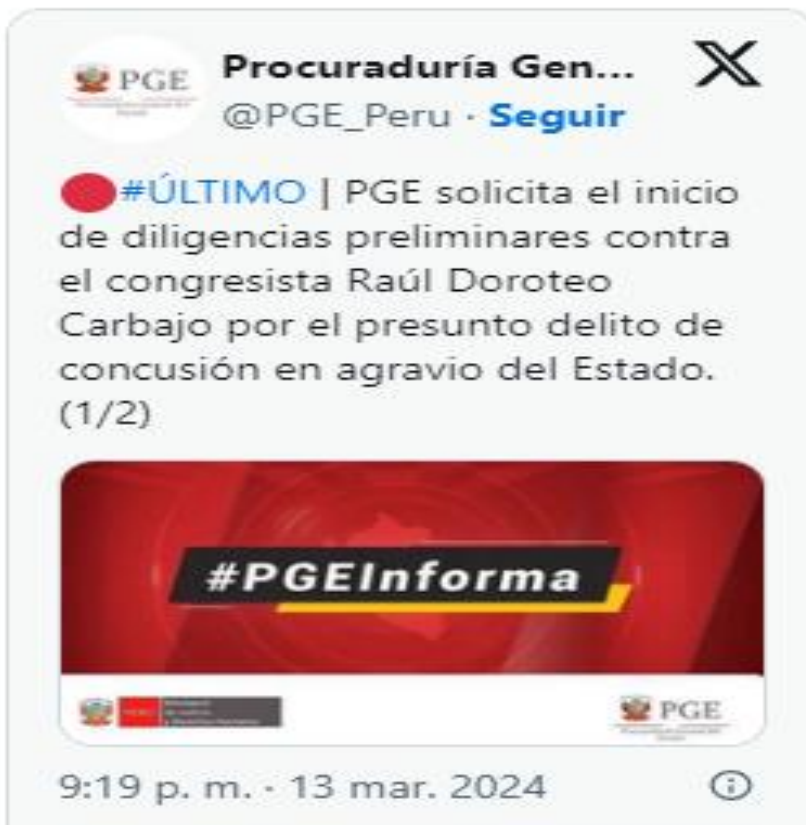 PGE
Procuraduría Gen...
@PGE_Peru · Seguir
#ÚLTIMO | PGE solicita el inicio
de diligencias preliminares contra
el congresista Raúl Doroteo
Carbajo por el presunto delito de
concusión en agravio del Estado.
(1/2)
#PGEInforma
PERÚ
PGE
9:19 p. m. · 13 mar. 2024